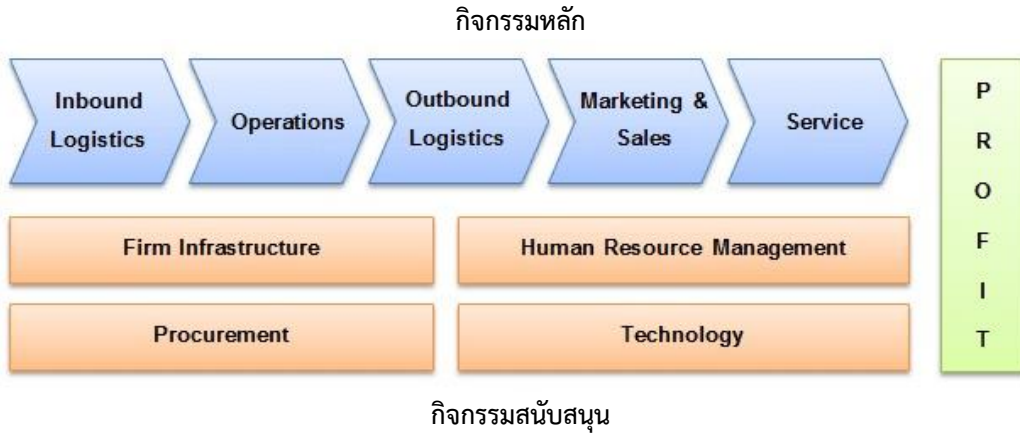 กิจกรรมหลัก
Inbound
Logistics
Operations
Outbound
Logistics
Marketing &
Sales
Service
Firm Infrastructure
Human Resource Management
Procurement
Technology
P
R
O
F
I
T
กิจกรรมสนับสนุน